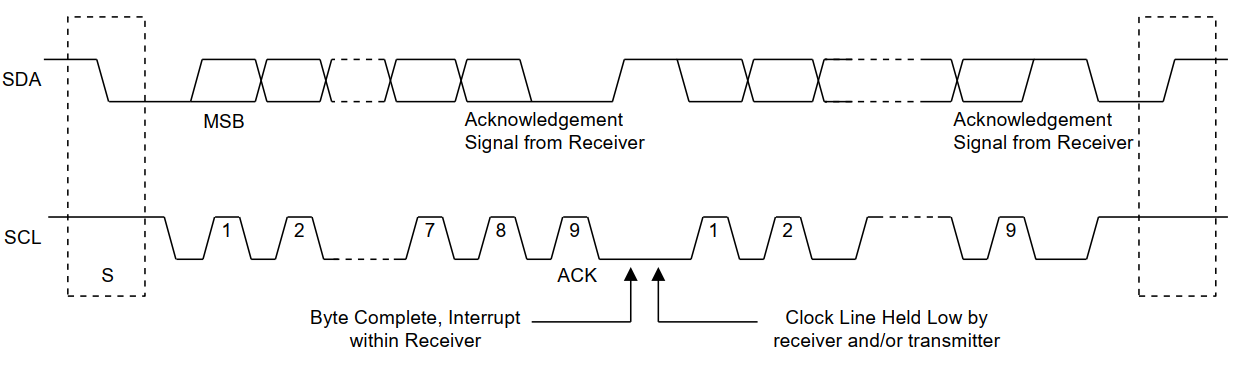 SDA
MSB
Acknowledgement
Signal from Receiver
Acknowledgement
Signal from Receiver
SCL
1
2
7
8
9
1
2
9
S
ACK
Byte Complete, Interrupt
within Receiver
Clock Line Held Low by
receiver and/or transmitter